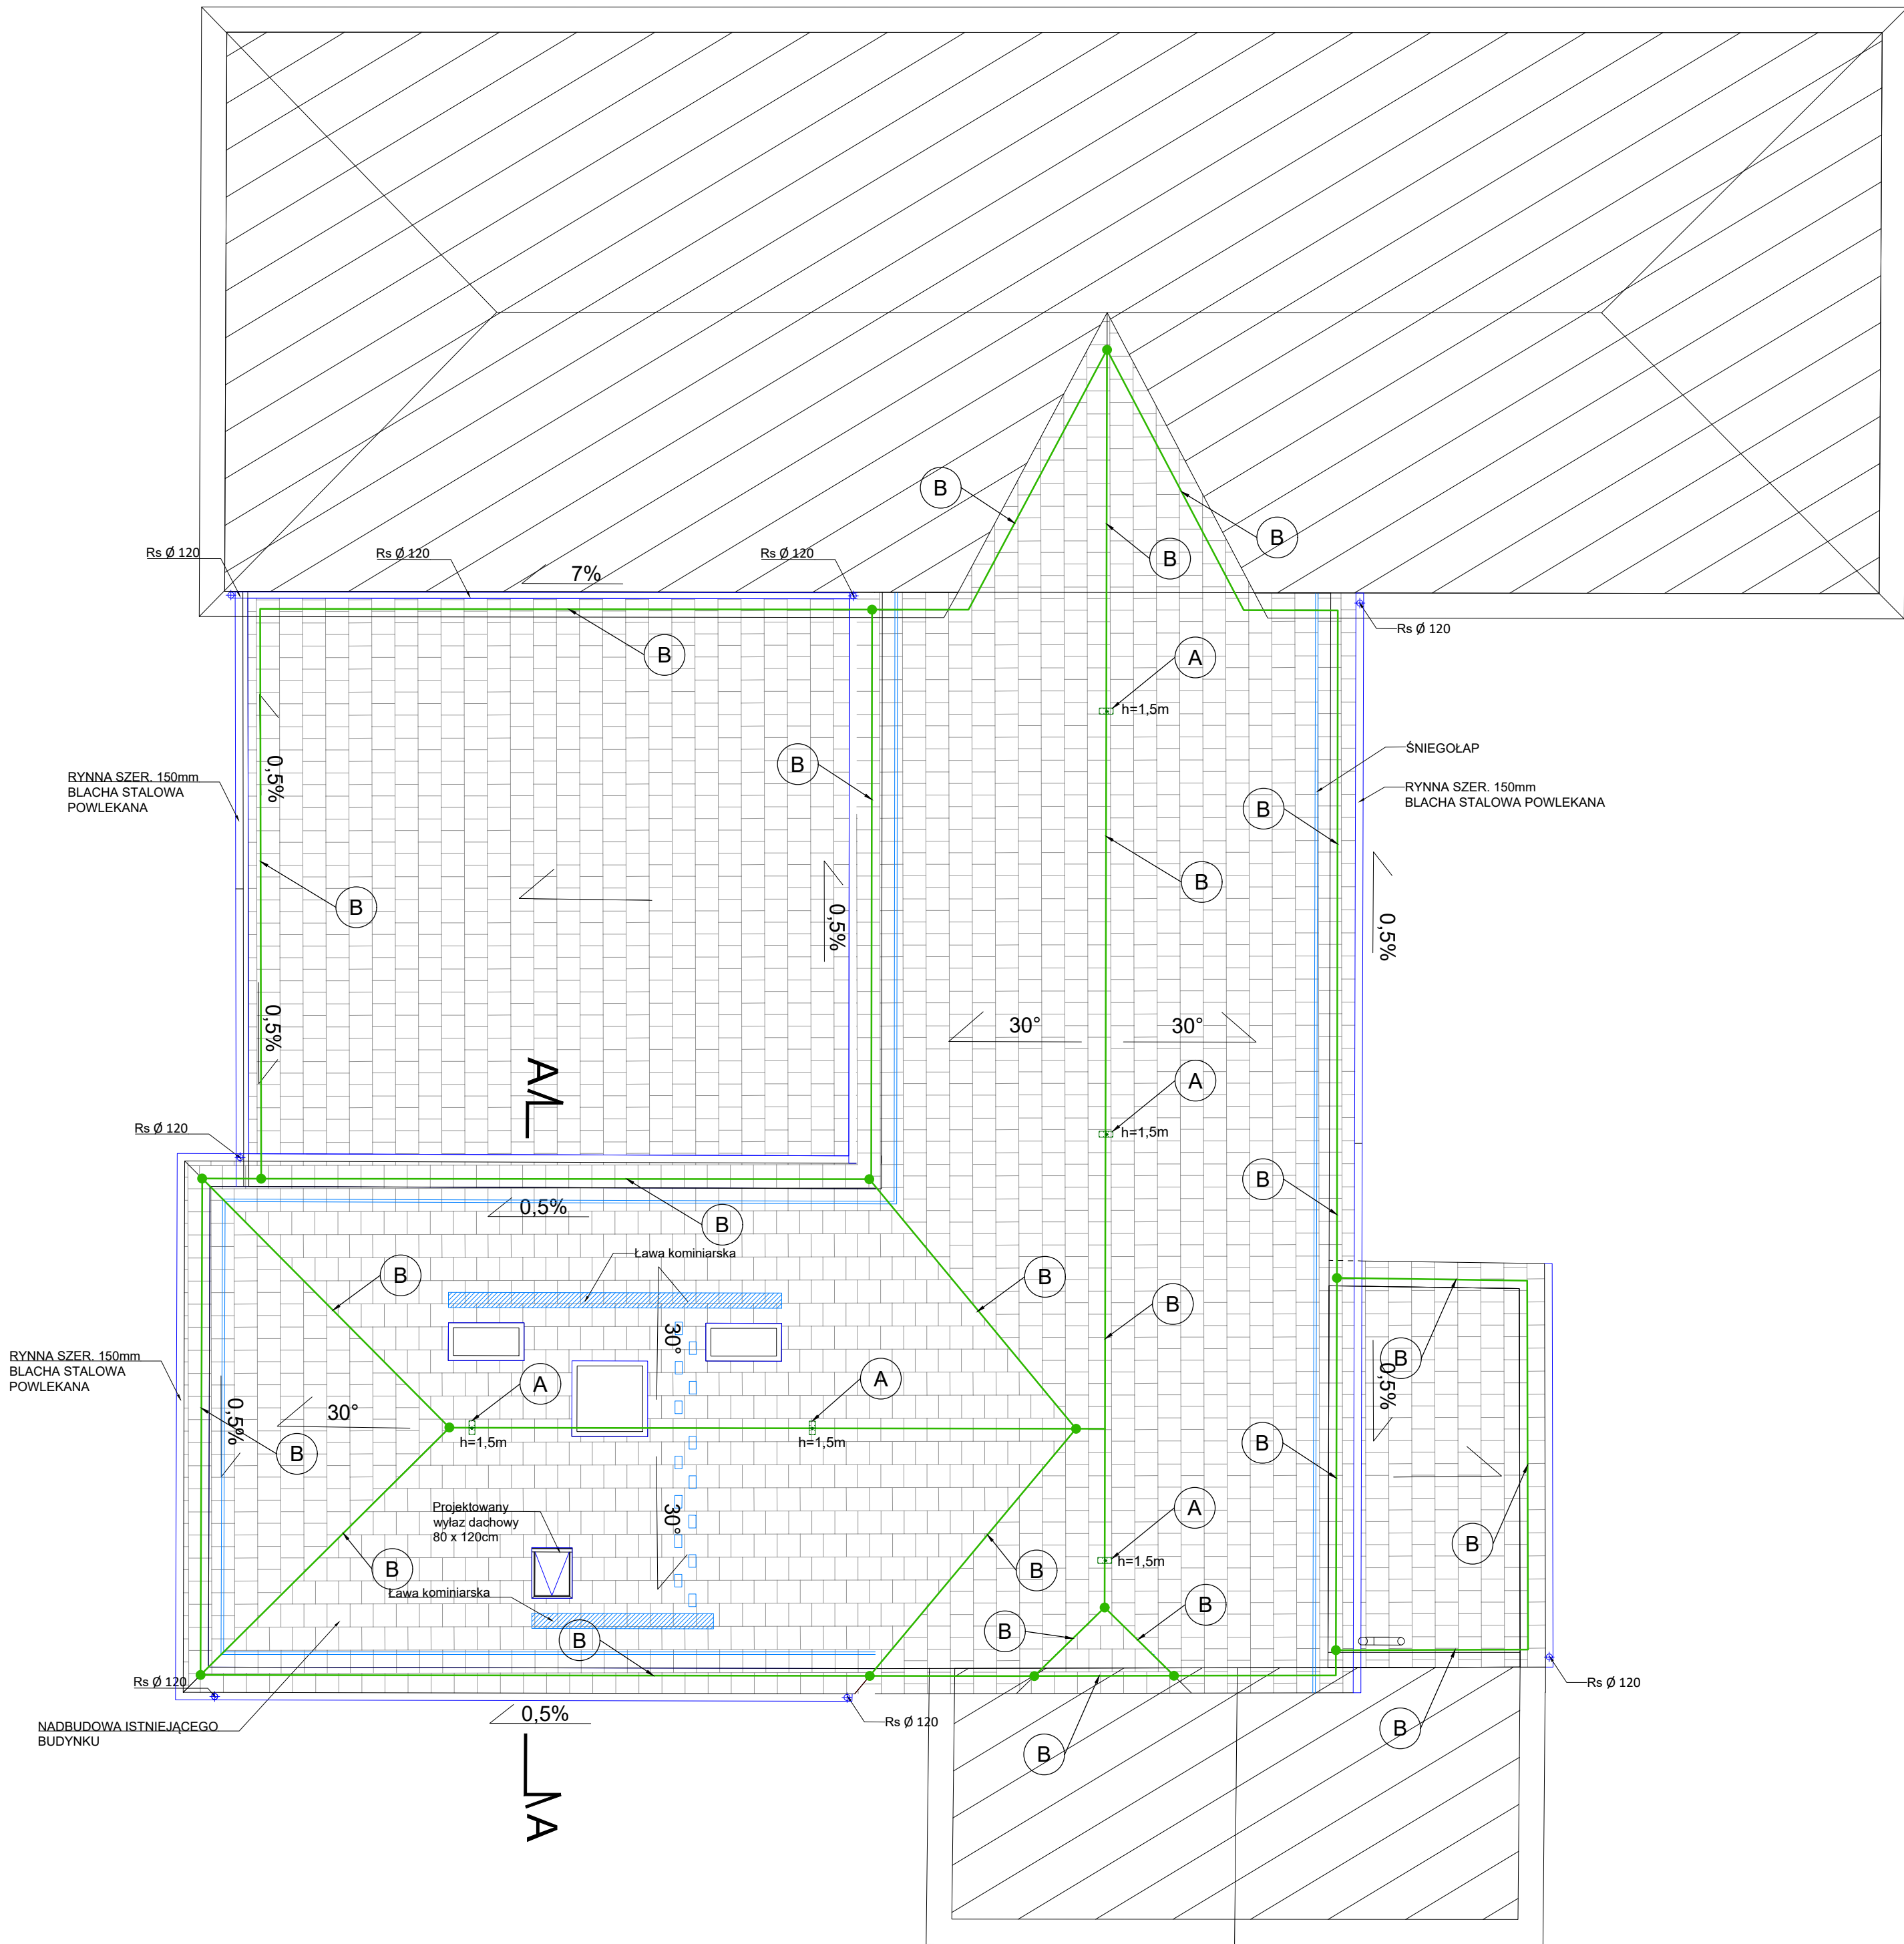 B
B
B
Rs Ø 120
Rs Ø 120
Rs Ø 120
7%
Rs Ø 120
B
A
h=1,5m
ŚNIEGOŁAP
B
0,5%
RYNNA SZER. 150mm
BLACHA STALOWA
POWLEKANA
RYNNA SZER. 150mm
BLACHA STALOWA POWLEKANA
B
B
B
0,5%
0,5%
0,5%
30°
30°
A
A
h=1,5m
Rs Ø 120
B
0,5%
B
Ławа kominiarska
B
B
B
30°
B
0,5%
RYNNA SZER. 150mm
BLACHA STALOWA
POWLEKANA
A
A
0,5%
30°
h=1,5m
h=1,5m
B
B
B
Projektowany
wyłaz dachowy
80 x 120cm
30°
A
h=1,5m
B
B
Ława kominiarska
B
B
B
B
Rs Ø 120
Rs Ø 120
NADBUDOWA ISTNIEJĄCEGO
BUDYNKU
0,5%
Rs Ø 120
B
B
A